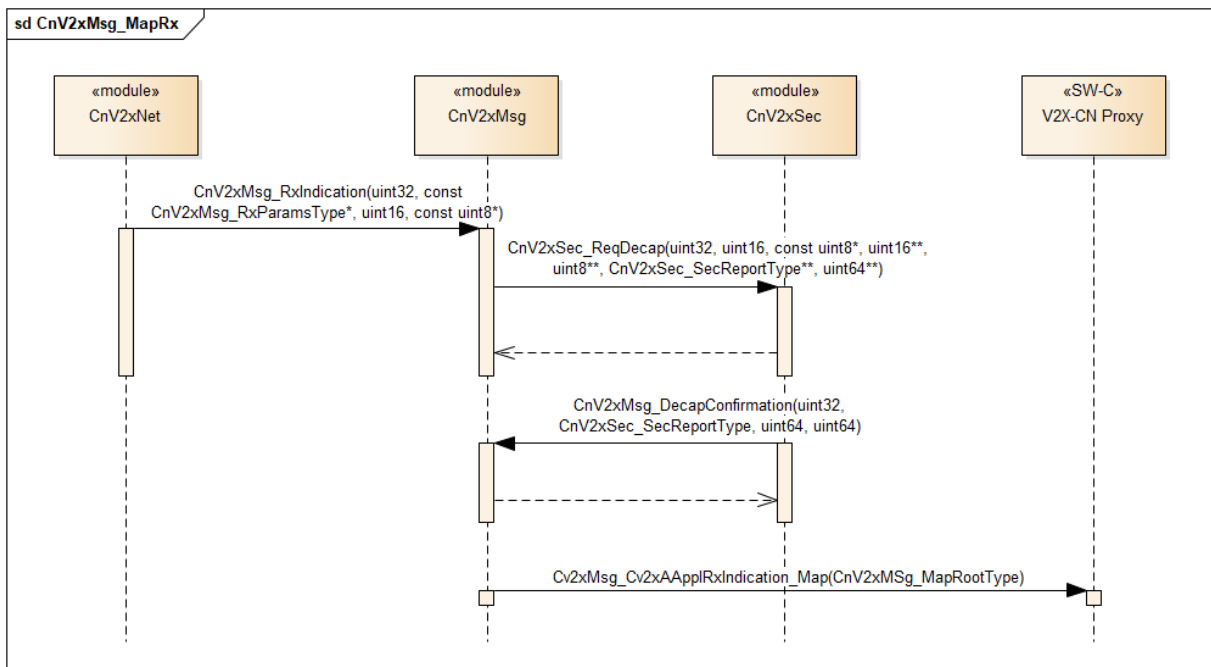 sd CnV2xMsg_MapRx
«module»
CnV2xNet
«module»
CnV2xMsg
«module»
CnV2xSec
«SW-C»
V2X-CN Proxy
CnV2xMsg_RxIndication(uint32, const
CnV2xMsg_RxParamsType*, uint16, const uint8*)
CnV2xSec_ReqDecap(uint32, uint16, const uint8*, uint16**,
uint8**, CnV2xSec_SecReportType**, uint64**)
CnV2xMsg_DecapConfirmation(uint32,
CnV2xSec_SecReportType, uint64, uint64)
Cv2xMsg_Cv2xAApplRxIndication_Map(CnV2xMSg_MapRootType)